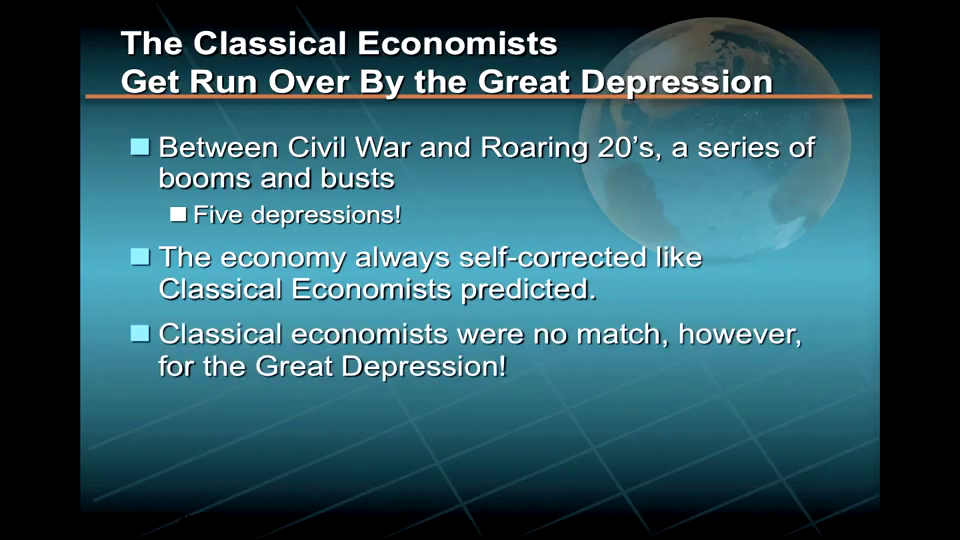 The Classical Economists
Get Run Over By the Great Depression
Between Civil War and Roaring 20's, a series of
booms and busts
Five depressions!
The economy always self-corrected like
Classical Economists predicted.
Classical economists were no match, however,
for the Great Depression!